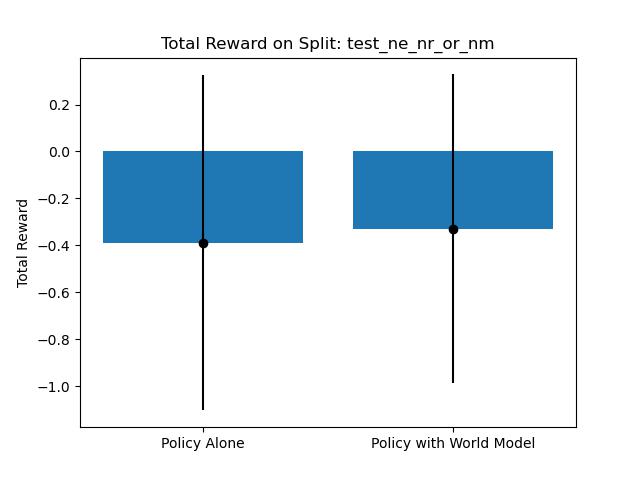 Total Reward on Split: test_ne_nr_or_nm
Total Reward
0.2
0.0
−0.2
−0.4
−0.6
−0.8
−1.0
Policy Alone
Policy with World Model